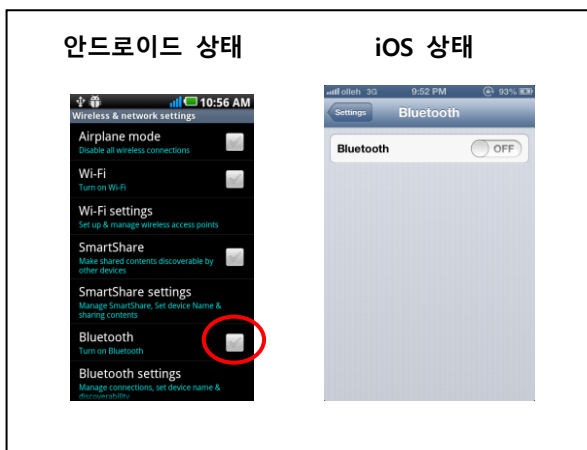 안드로이드 상태
iOS 상태
10:56 AM
Wireless & network settings
Airplane mode
Disable all wireless connections
Wi-Fi
Turn on Wi-Fi
Wi-Fi settings
Set up & manage wireless access points
SmartShare
Make shared contents discoverable by
other devices
SmartShare settings
Manage SmartShare, Set device Name &
sharing contents
Bluetooth
Turn on Bluetooth
Bluetooth settings
Manage connections, set device name &
discoverability
olleh 3G 9:52 PM 93%
Settings Bluetooth
Bluetooth OFF